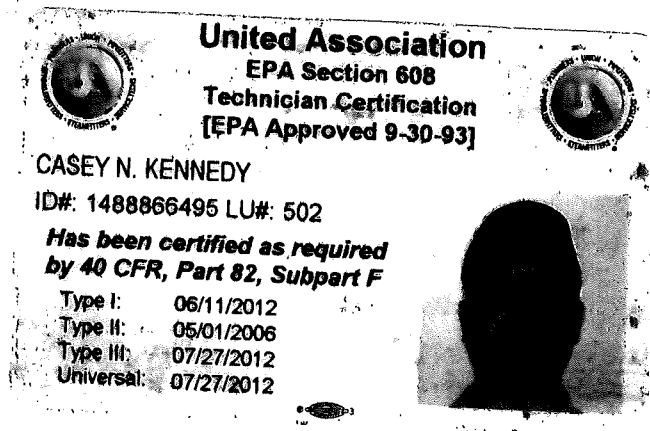 United Association
EPA Section 608
Technician Certification
[EPA Approved 9-30-93]
CASEY N. KENNEDY
ID#: 1488866495 LU#: 502
Has been certified as required
by 40 CFR, Part 82, Subpart F
Type I: 06/11/2012
Type II: 05/01/2006
Type III: 07/27/2012
Universal: 07/27/2012